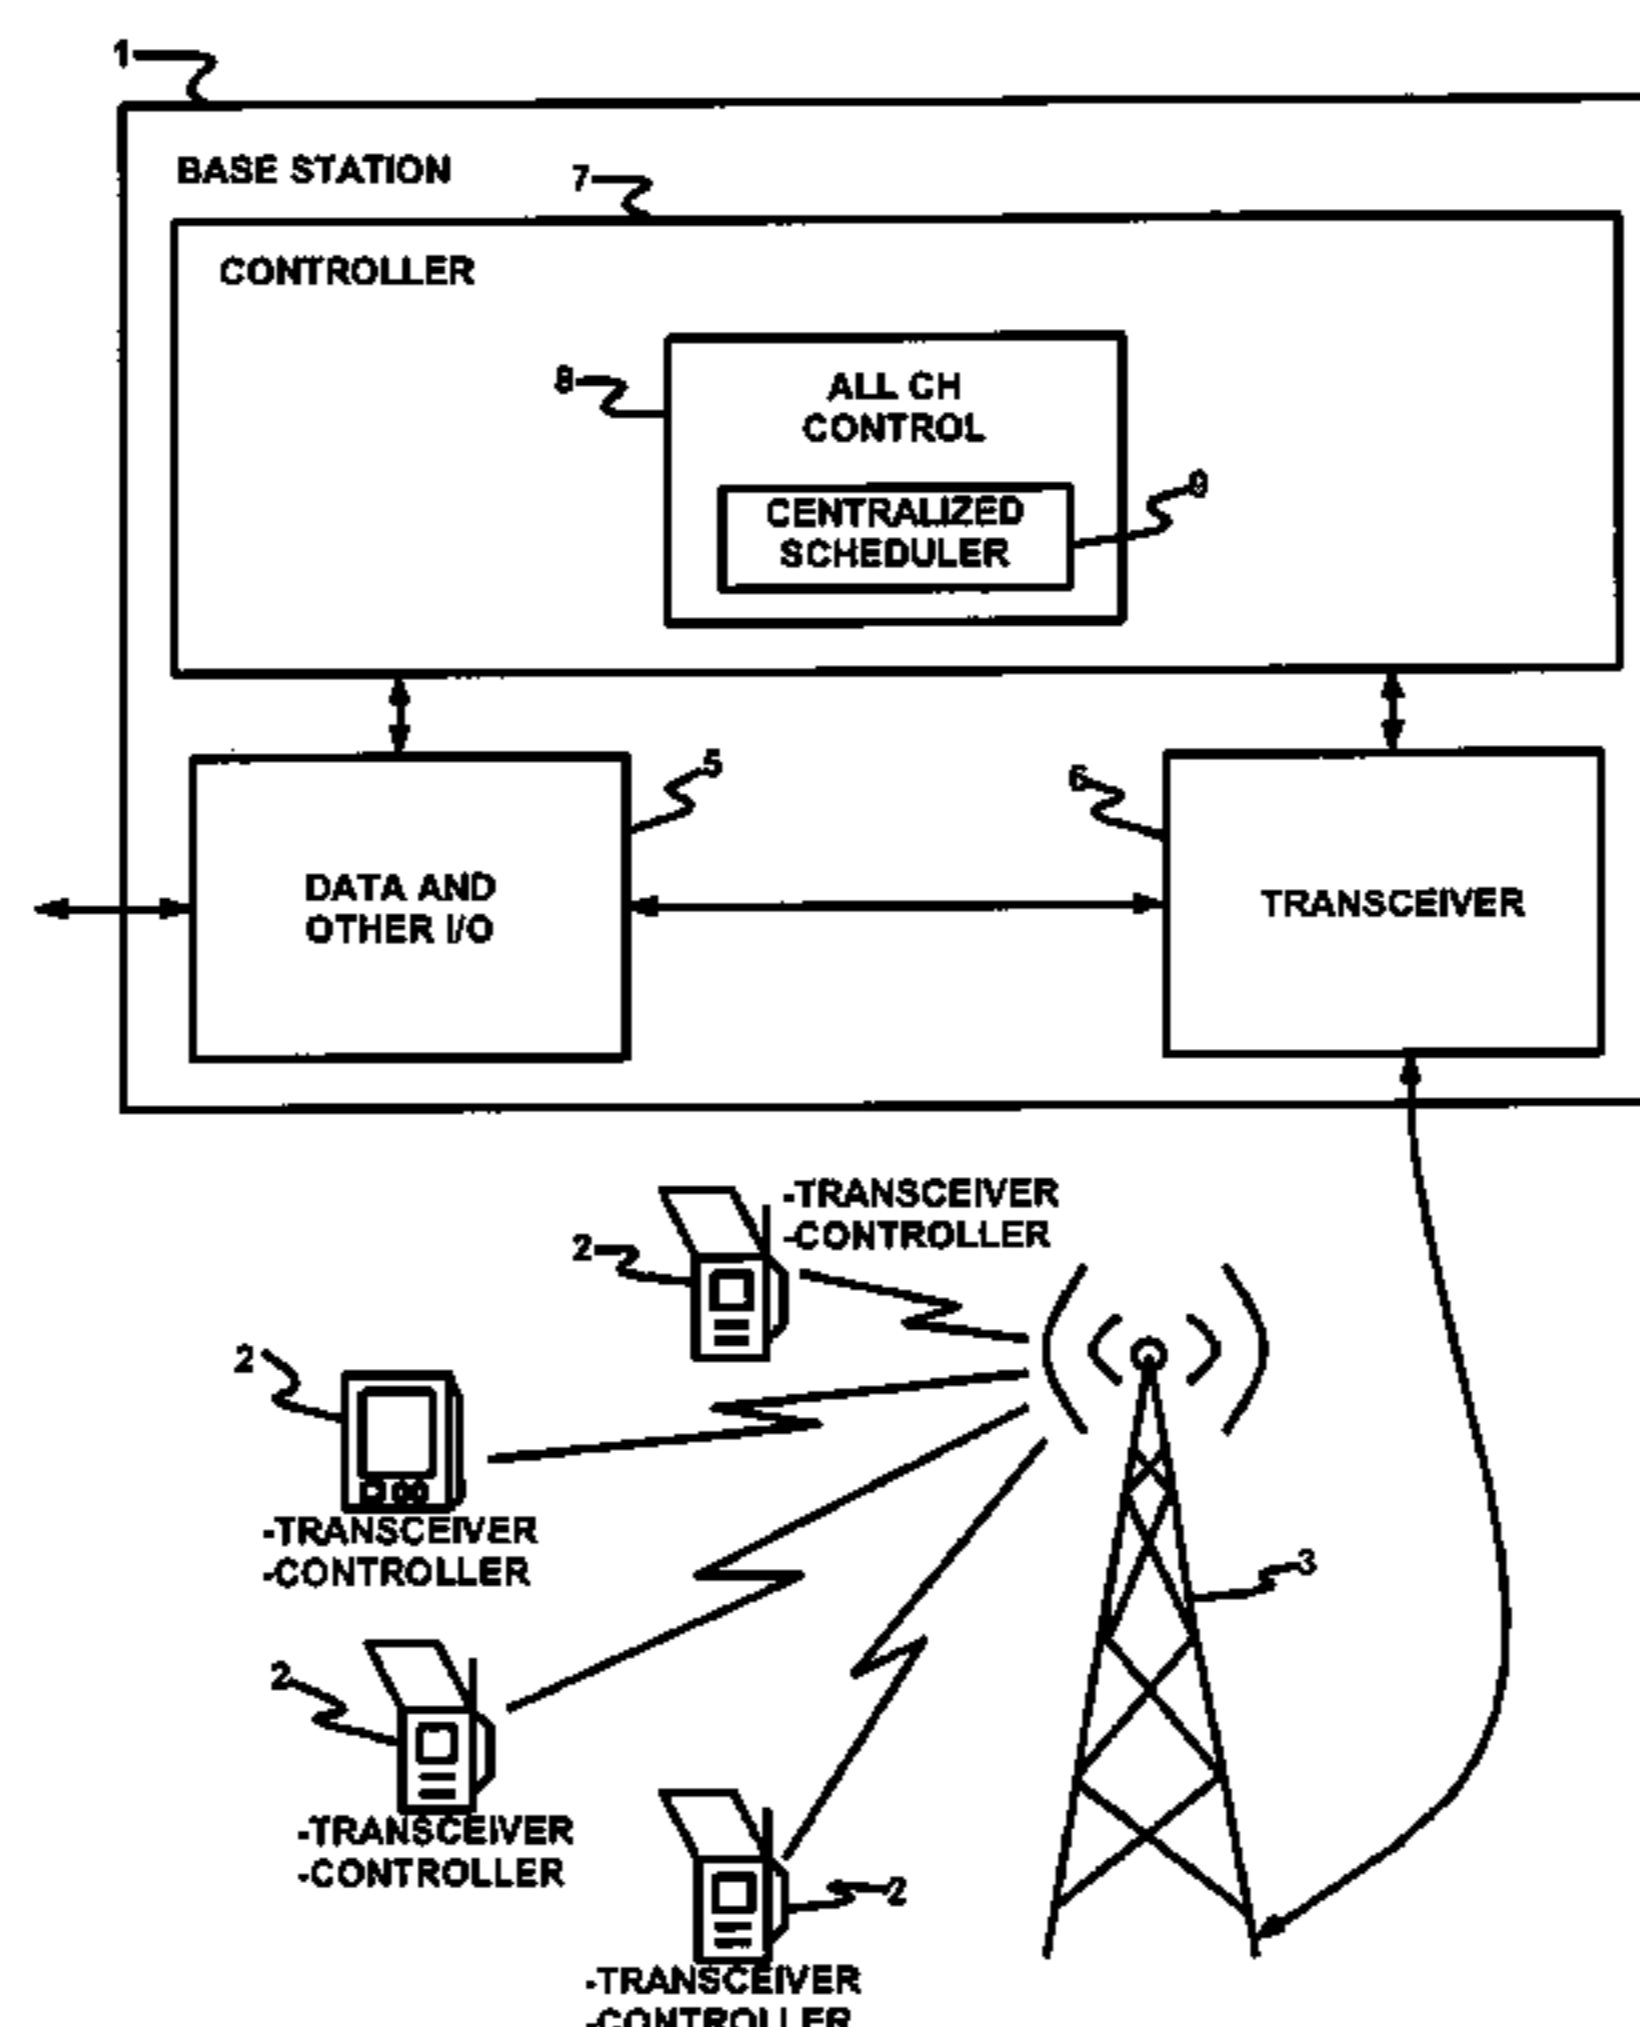 1
BASE STATION
7
CONTROLLER
8
ALL CH
CONTROL
9
CENTRALIZED
SCHEDULER
5
6
DATA AND
OTHER I/O
TRANSCEIVER
-TRANSCEIVER
-CONTROLLER
2
2
-TRANSCEIVER
-CONTROLLER
3
2
-TRANSCEIVER
-CONTROLLER
2
-TRANSCEIVER
-CONTROLLER